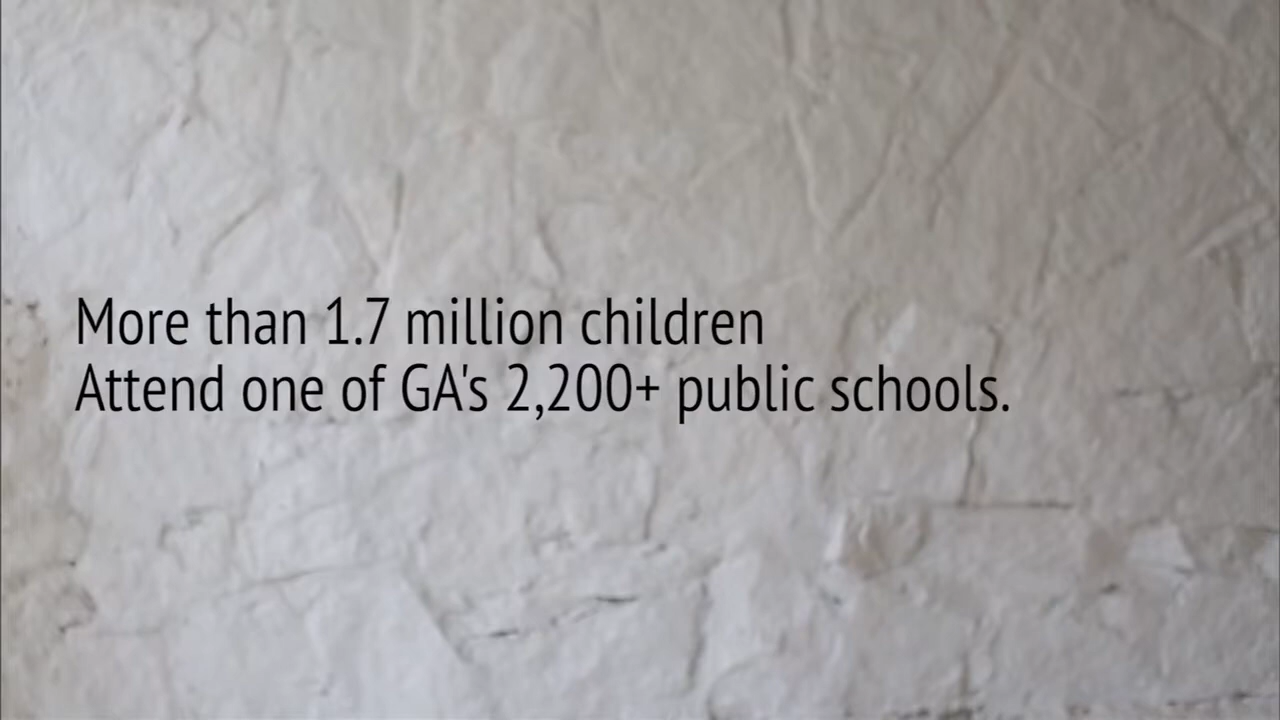 More than 1.7 million children
Attend one of GA's 2,200+ public schools.